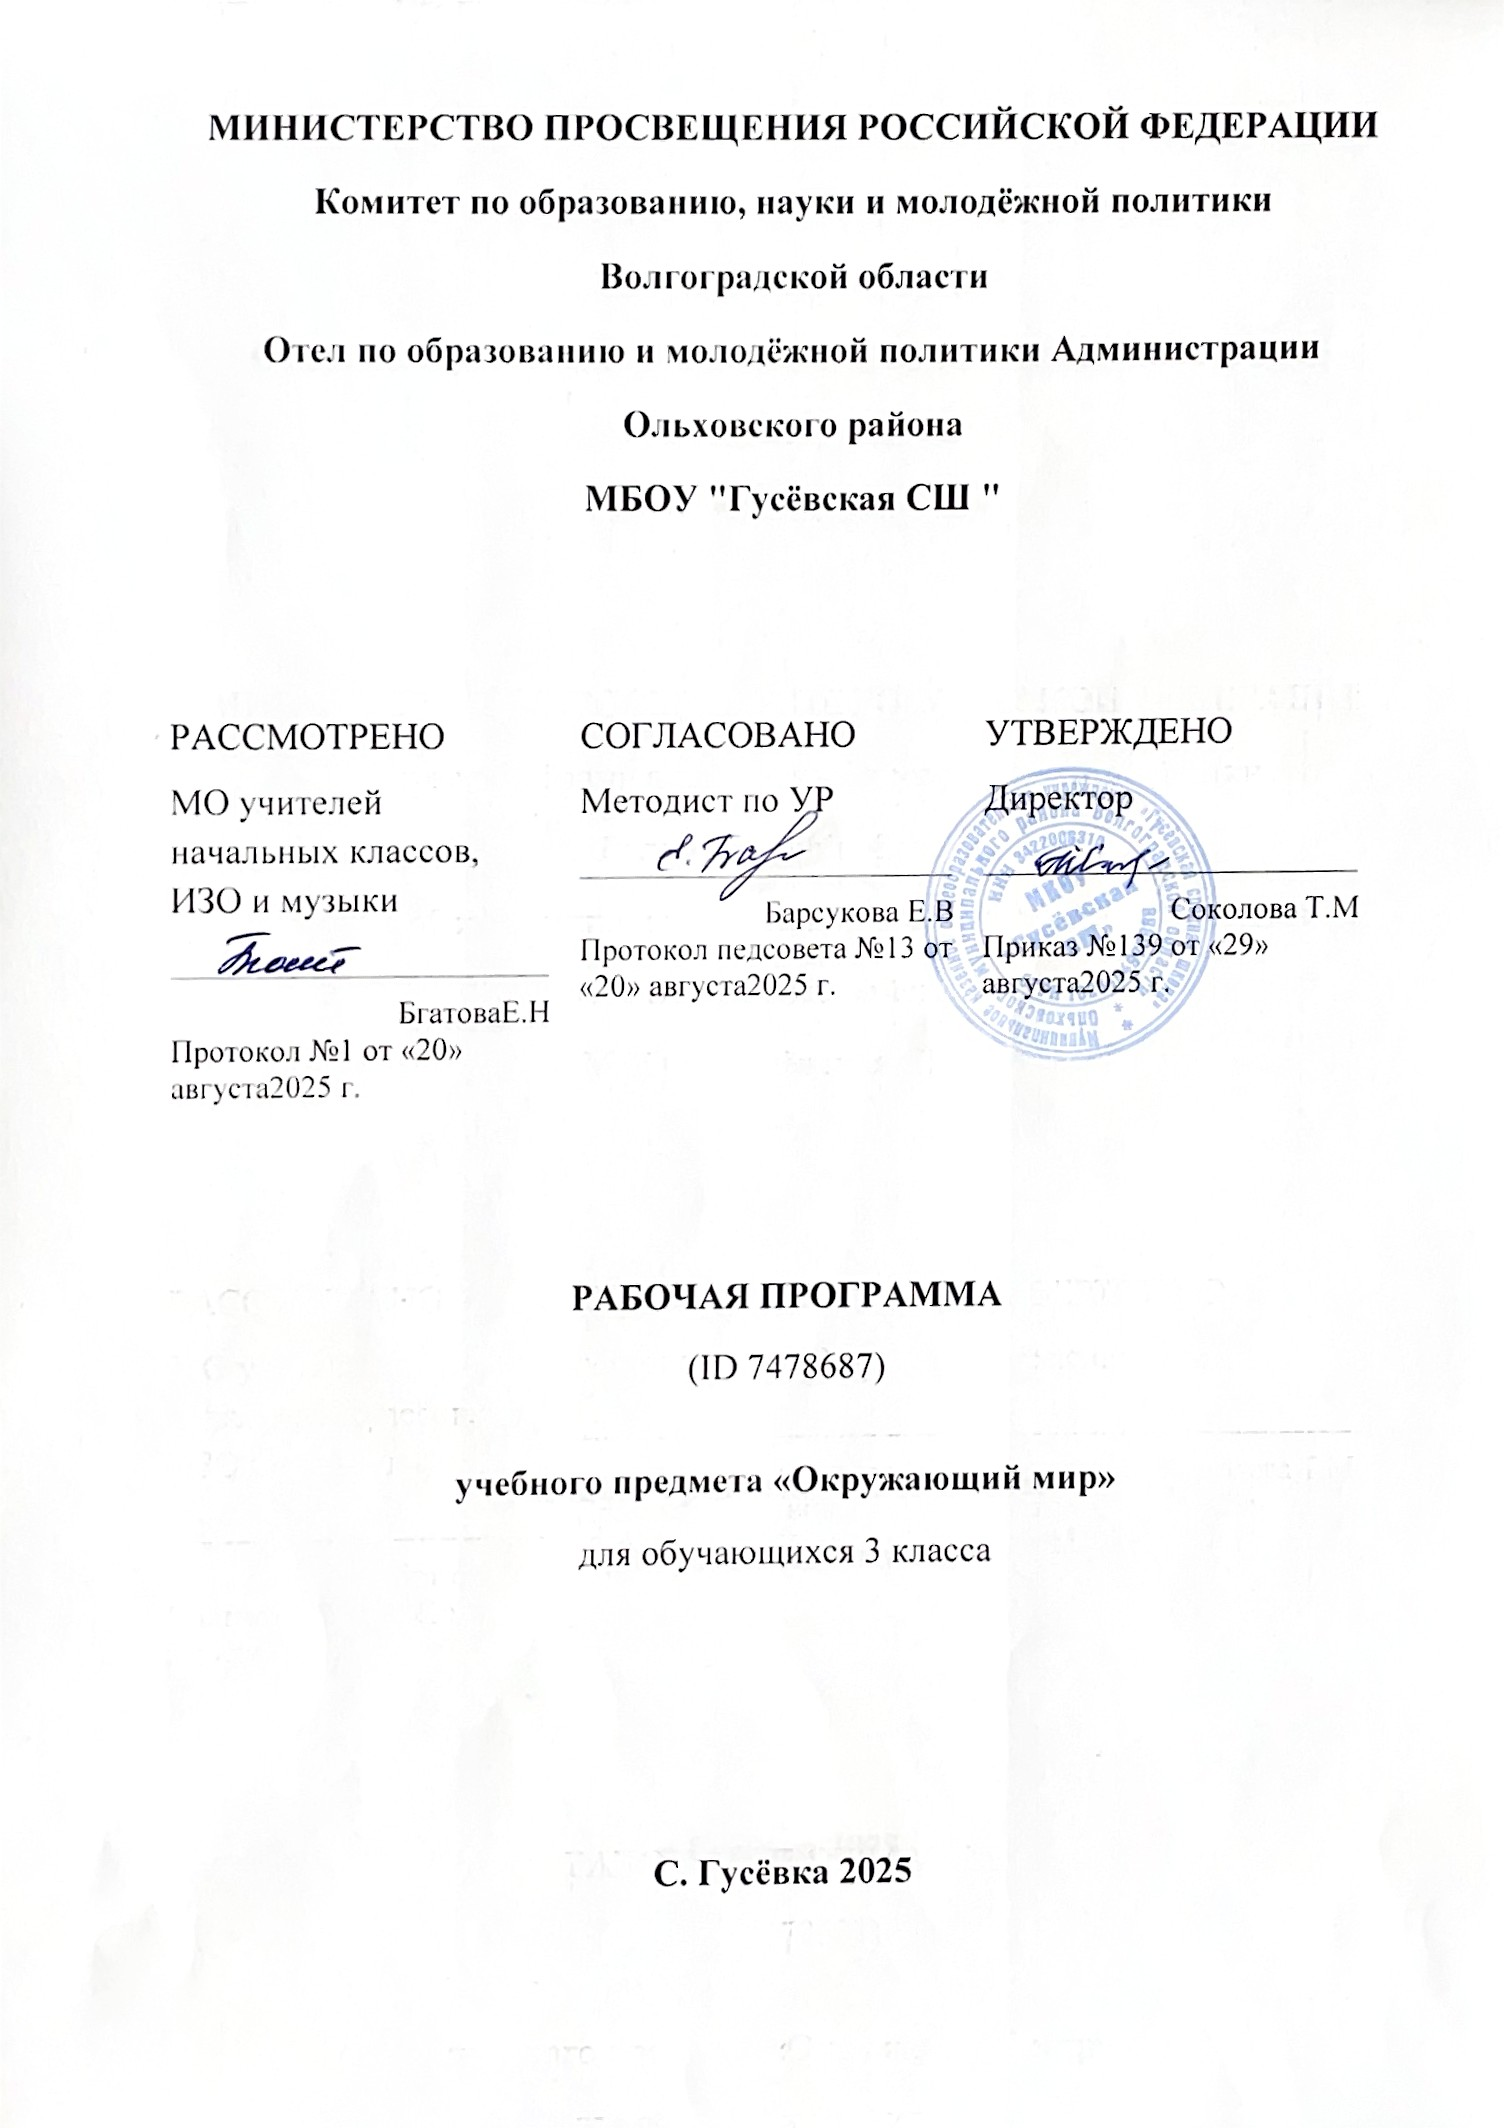 МИНИСТЕРСТВО ПРОСВЕЩЕНИЯ РОССИЙСКОЙ ФЕДЕРАЦИИ
Комитет по образованию, науки и молодёжной политики
Волгоградской области
Отел по образованию и молодёжной политики Администрации
Ольховского района
МБОУ "Гусёвская СШ "
РАССМОТРЕНО
МО учителей
начальных классов,
ИЗО и музыки
БгатоваЕ.Н
Протокол №1 от «20»
августа2025 г.
СОГЛАСОВАНО
Методист по УР
Барсукова Е.В
Протокол педсовета №13 от
«20» августа2025 г.
УТВЕРЖДЕНО
Директор
Соколова Т.М
Приказ №139 от «29»
августа2025 г.
МКОУ
РАБОЧАЯ ПРОГРАММА
(ID 7478687)
учебного предмета «Окружающий мир»
для обучающихся 3 класса
С. Гусёвка 2025